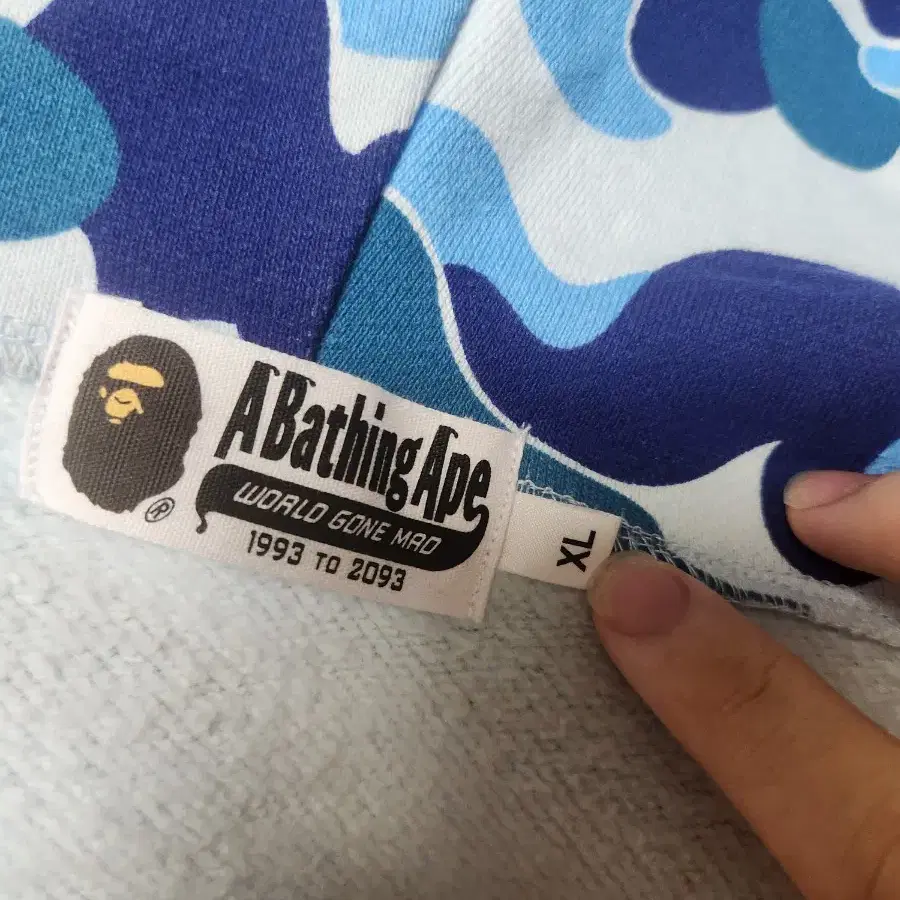 A Bathing Ape
WORLD GONE MAD
1993 TO 2093
®
XL